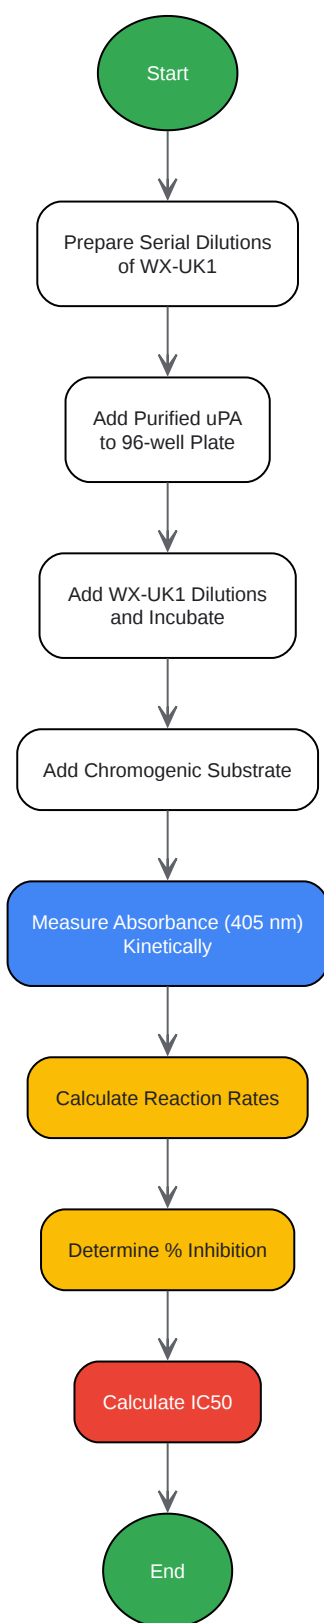 Start
Prepare Serial Dilutions
of WX-UK1
Add Purified uPA
to 96-well Plate
Add WX-UK1 Dilutions
and Incubate
Add Chromogenic Substrate
Measure Absorbance (405 nm)
Kinetically
Calculate Reaction Rates
Determine % Inhibition
Calculate IC50
End